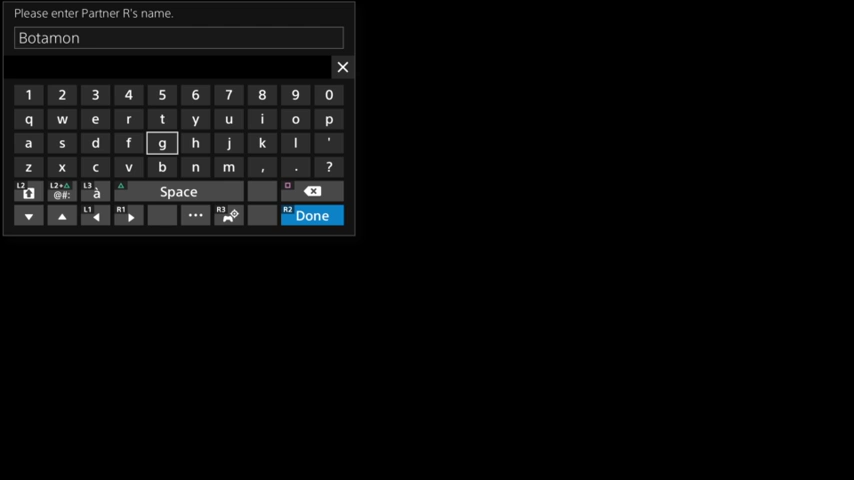 Please enter Partner R's name.
Botamon
1 2 3 4 5 6 7 8 9 0
q w e r t y u i o p
a s d f g h j k l '
z x c v b n m , . ?
L2 L2+△ @#: L3 à △ Space □
▼ ▲ L1 ◀ R1 ▶ ... R3 R2 Done